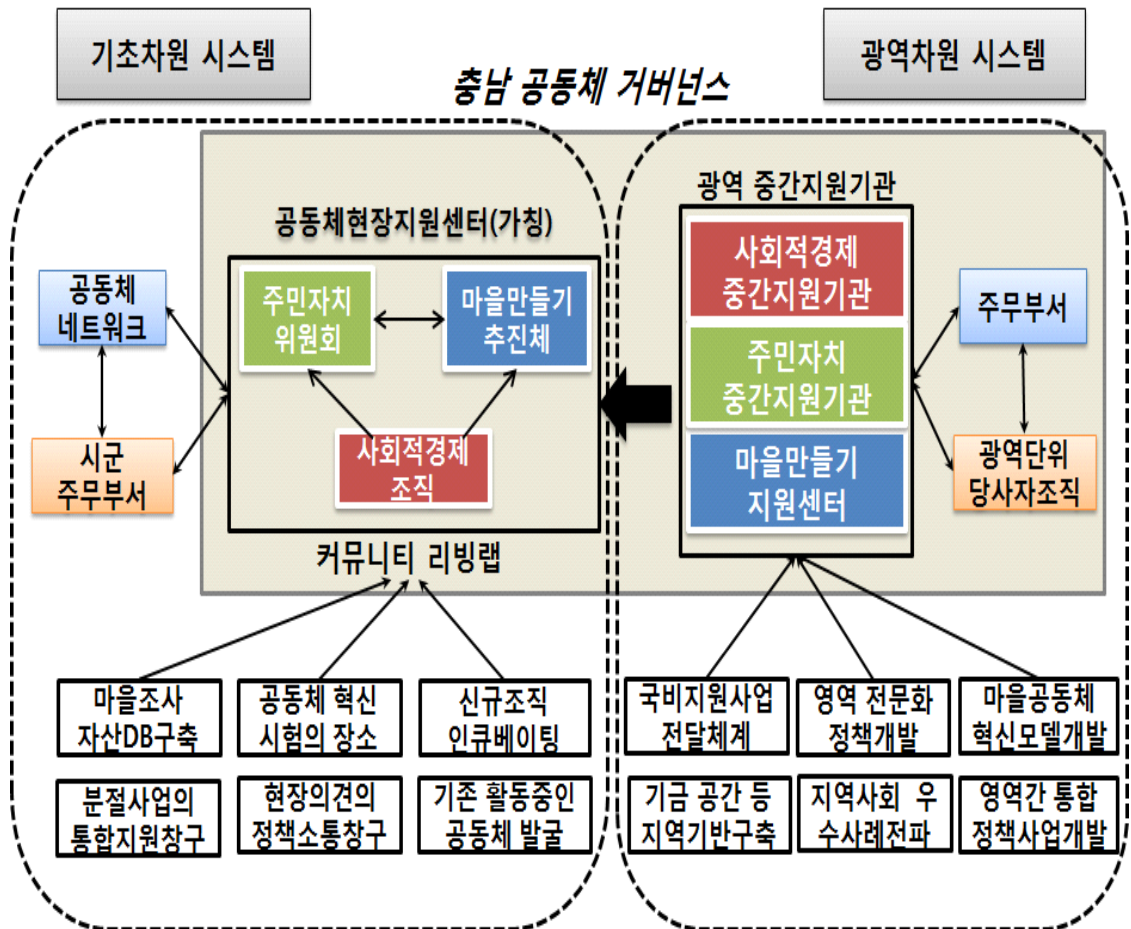 기초차원 시스템
광역차원 시스템
충남 공동체 거버넌스
광역 중간지원기관
공동체현장지원센터(가칭)
공동체
네트워크
주민자치
위원회
마을만들기
추진체
사회적경제
중간지원기관
주무부서
주민자치
중간지원기관
시군
주무부서
사회적경제
조직
마을만들기
지원센터
광역단위
당사자조직
커뮤니티 리빙랩
마을조사
자산DB구축
공동체 혁신
시험의 장소
신규조직
인큐베이팅
국비지원사업
전달체계
영역 전문화
정책개발
마을공동체
혁신모델개발
분절사업의
통합지원창구
현장의견의
정책소통창구
기존 활동중인
공동체 발굴
기금 공간 등
지역기반구축
지역사회 우
수사례전파
영역간 통합
정책사업개발